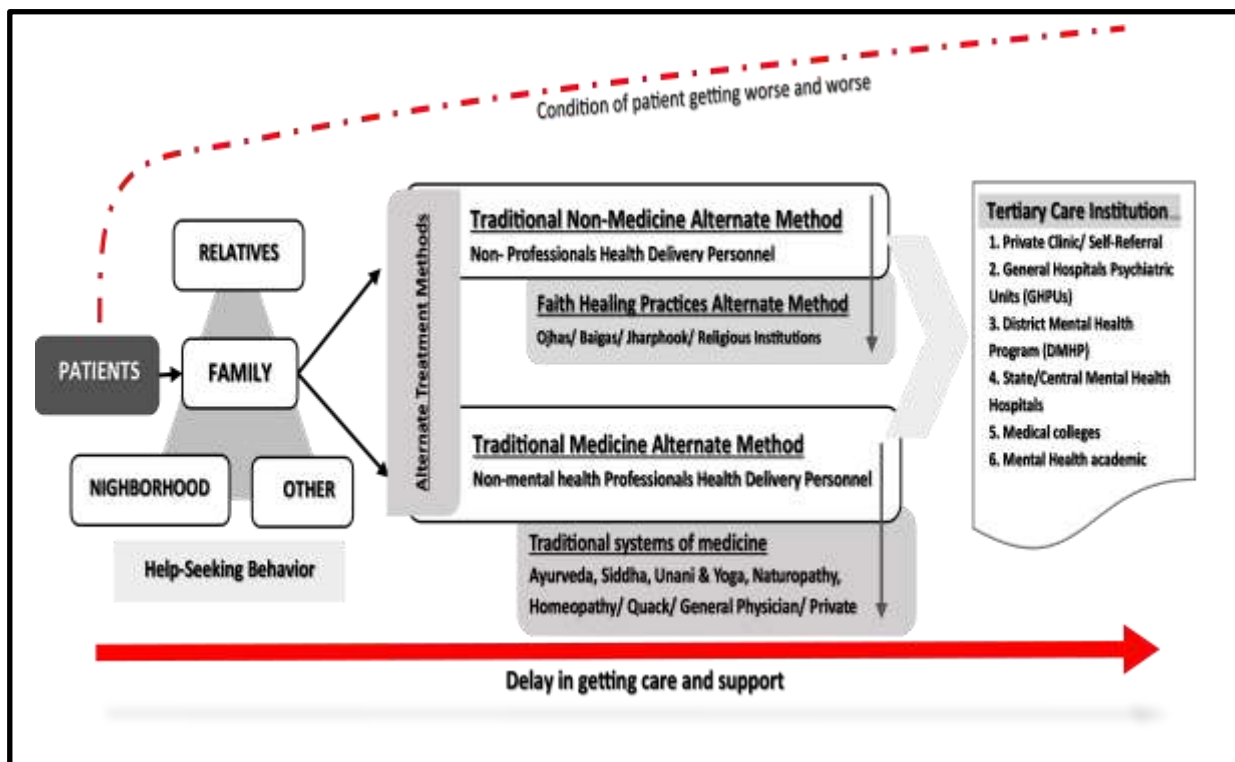 Condition of patient getting worse and worse
RELATIVES
PATIENTS
FAMILY
NIGHBORHOOD
OTHER
Help-Seeking Behavior
Alternate Treatment Methods
Traditional Non-Medicine Alternate Method
Non- Professionals Health Delivery Personnel
Faith Healing Practices Alternate Method
Ojhas/ Baigas/ Jharphook/ Religious Institutions
Traditional Medicine Alternate Method
Non-mental health Professionals Health Delivery Personnel
Traditional systems of medicine
Ayurveda, Siddha, Unani & Yoga, Naturopathy,
Homeopathy/ Quack/ General Physician/ Private
Tertiary Care Institution...
1. Private Clinic/ Self-Referral
2. General Hospitals Psychiatric
Units (GHPUs)
3. District Mental Health
Program (DMHP)
4. State/Central Mental Health
Hospitals
5. Medical colleges
6. Mental Health academic
Delay in getting care and support